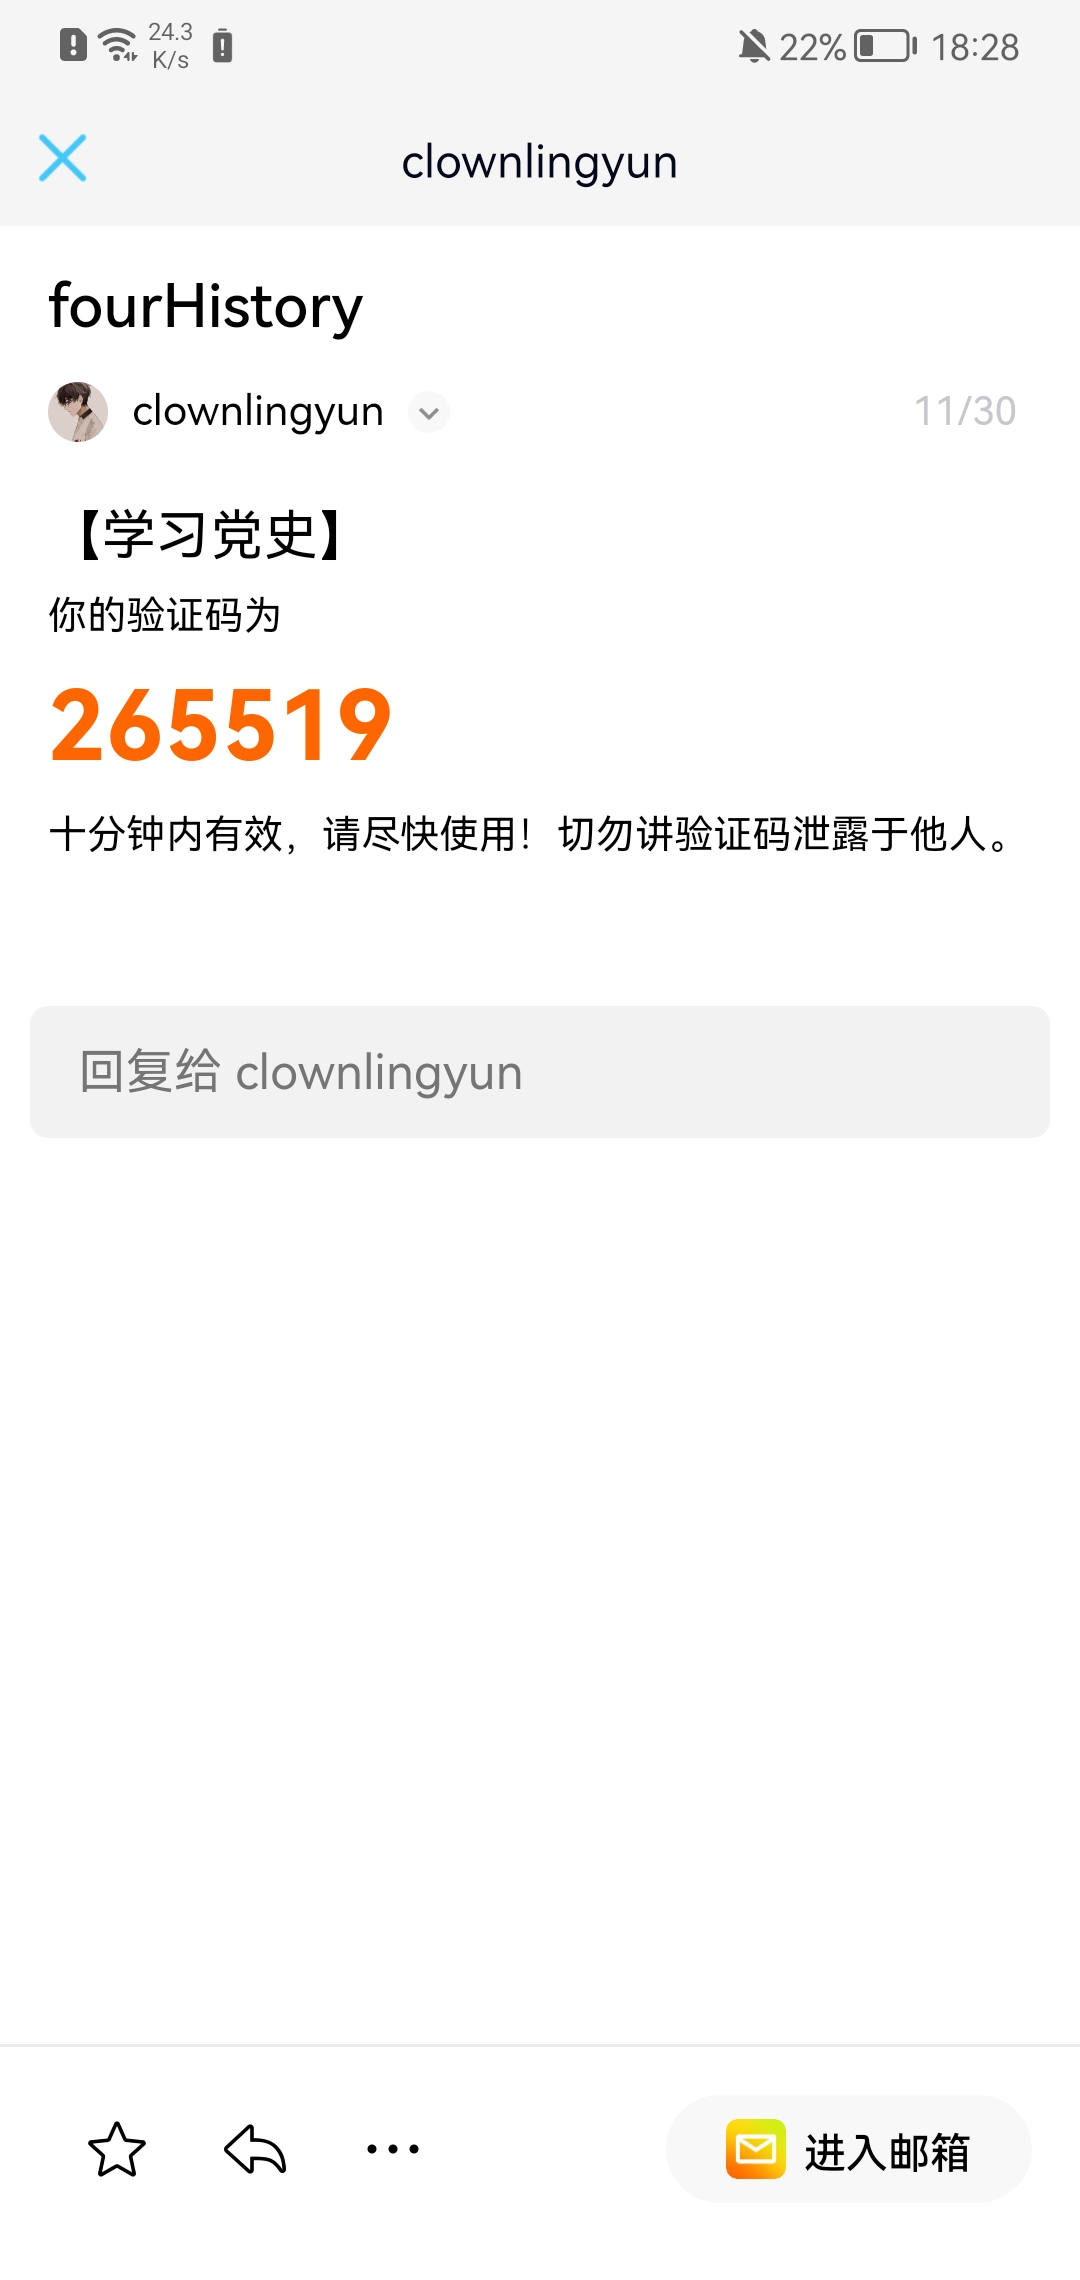 24.3
K/s
22%
18:28
clownlingyun
fourHistory
clownlingyun
11/30
【学习党史】
你的验证码为
265519
十分钟内有效，请尽快使用！切勿讲验证码泄露于他人。
回复给 clownlingyun
进入邮箱